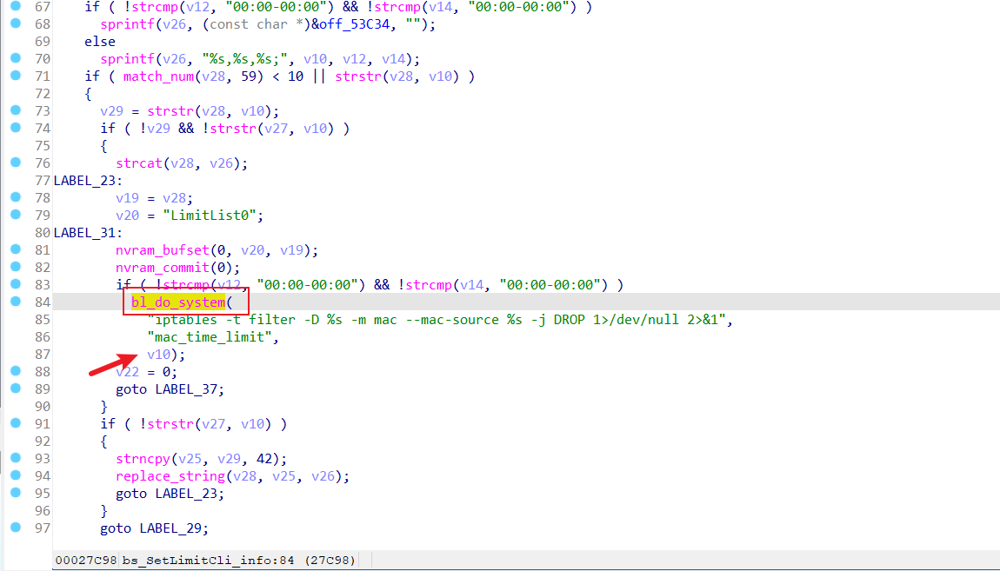 67 if ( !strcmp(v12, "00:00-00:00") && !strcmp(v14, "00:00-00:00") )
68 sprintf(v26, (const char *)&off_53C34, "");
69 else
70 sprintf(v26, "%s,%s,%s;", v10, v12, v14);
71 if ( match_num(v28, 59) < 10 || strstr(v28, v10) )
72 {
73 v29 = strstr(v28, v10);
74 if ( !v29 && !strstr(v27, v10) )
75 {
76 strcat(v28, v26);
77 LABEL_23:
78 v19 = v28;
79 v20 = "LimitList0";
80 LABEL_31:
81 nvram_bufset(0, v20, v19);
82 nvram_commit(0);
83 if ( !strcmp(v12, "00:00-00:00") && !strcmp(v14, "00:00-00:00") )
84 bl_do_system(
85 "iptables -t filter -D %s -m mac --mac-source %s -j DROP 1>/dev/null 2>&1",
86 "mac_time_limit",
87 v10);
88 v22 = 0;
89 goto LABEL_37;
90 }
91 if ( !strstr(v27, v10) )
92 {
93 strncpy(v25, v29, 42);
94 replace_string(v28, v25, v26);
95 goto LABEL_23;
96 }
97 goto LABEL_29;
00027C98 bs_SetLimitCli_info:84 (27C98)